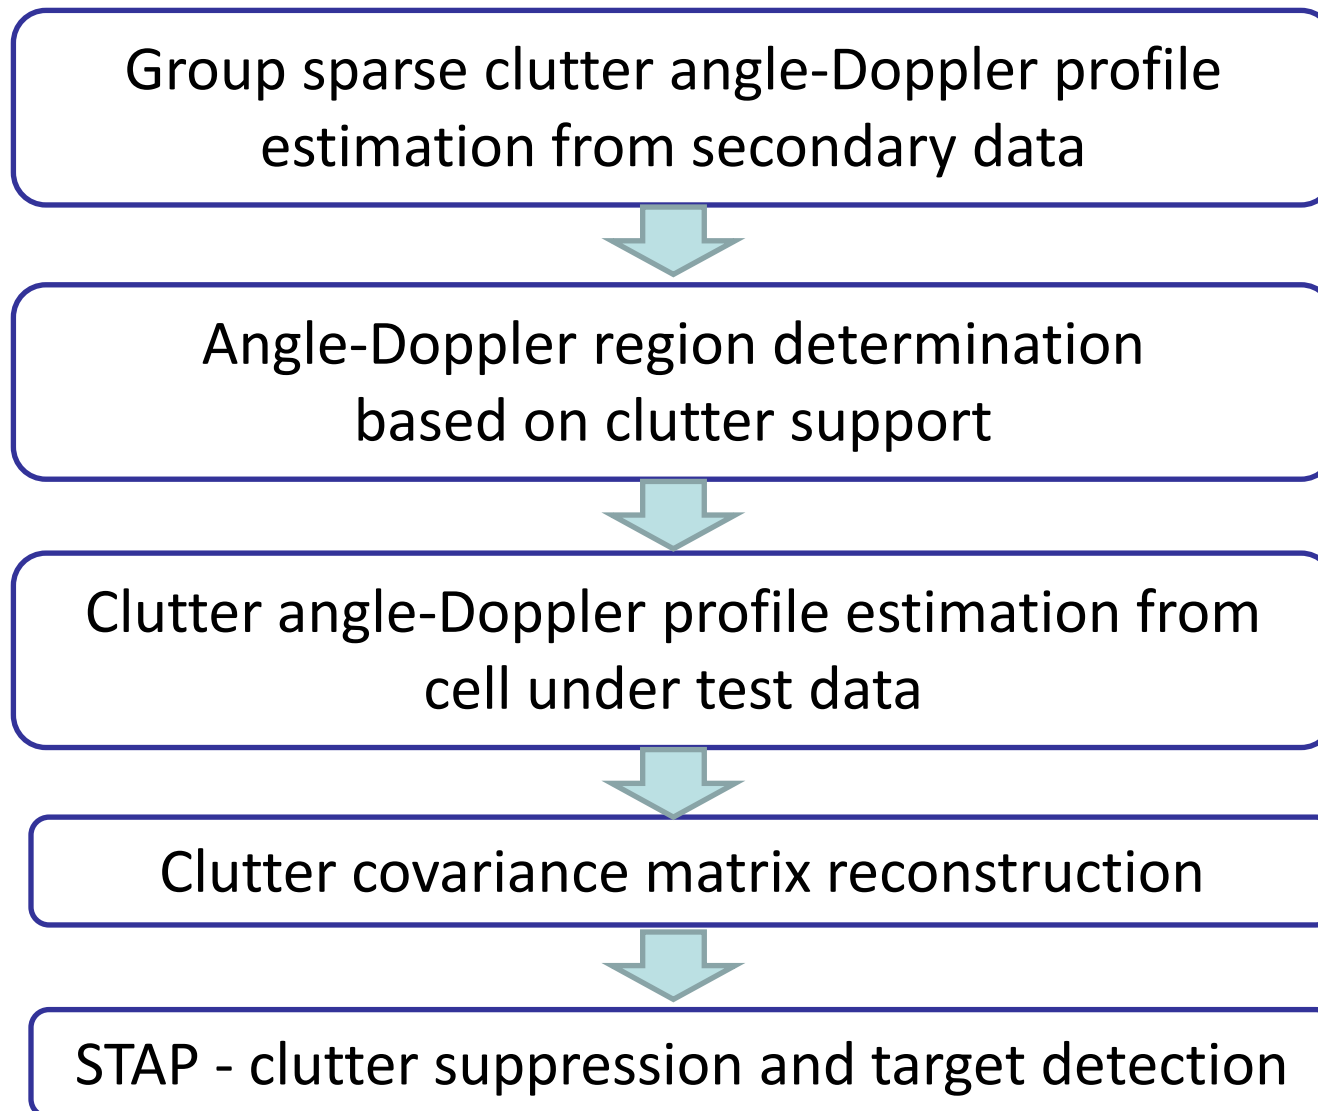 Group sparse clutter angle-Doppler profile
estimation from secondary data
Angle-Doppler region determination
based on clutter support
Clutter angle-Doppler profile estimation from
cell under test data
Clutter covariance matrix reconstruction
STAP - clutter suppression and target detection